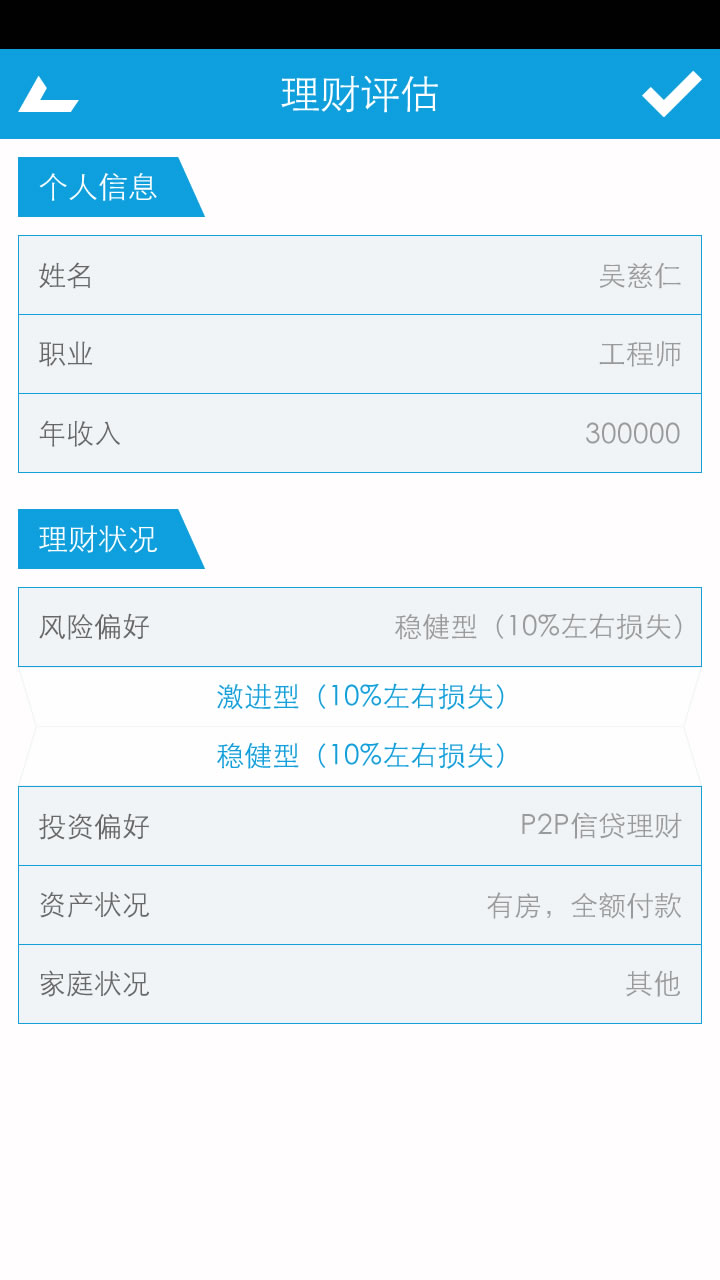 理财评估
个人信息
姓名 吴慈仁
职业 工程师
年收入 300000
理财状况
风险偏好 稳健型（10%左右损失）
激进型（10%左右损失）
稳健型（10%左右损失）
投资偏好 P2P信贷理财
资产状况 有房，全额付款
家庭状况 其他